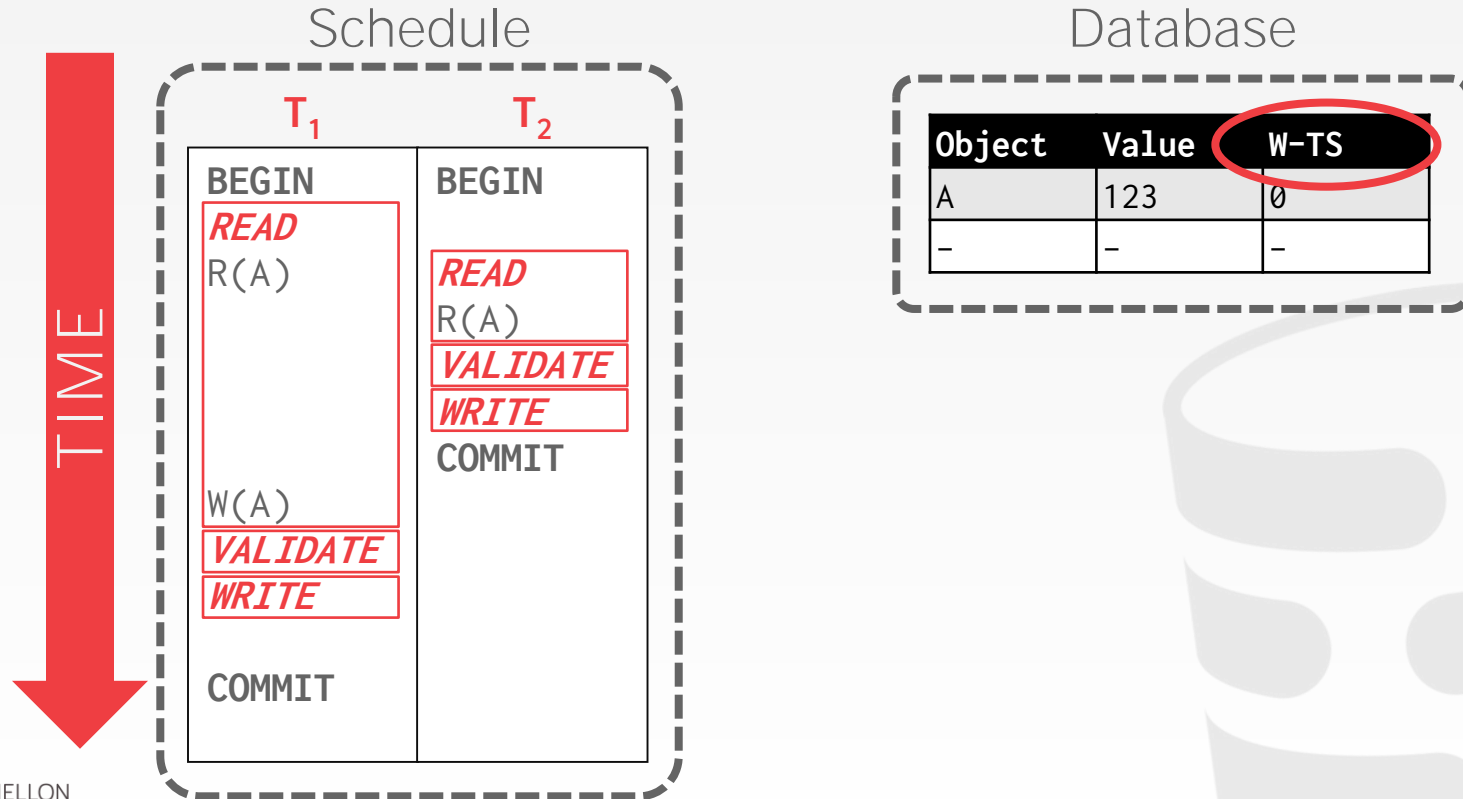 Schedule
Database
TIME
T1 T2
BEGIN BEGIN
READ
R(A) READ
R(A)
VALIDATE
WRITE
COMMIT
W(A)
VALIDATE
WRITE
COMMIT
Object Value W-TS
A 123 0
- - -